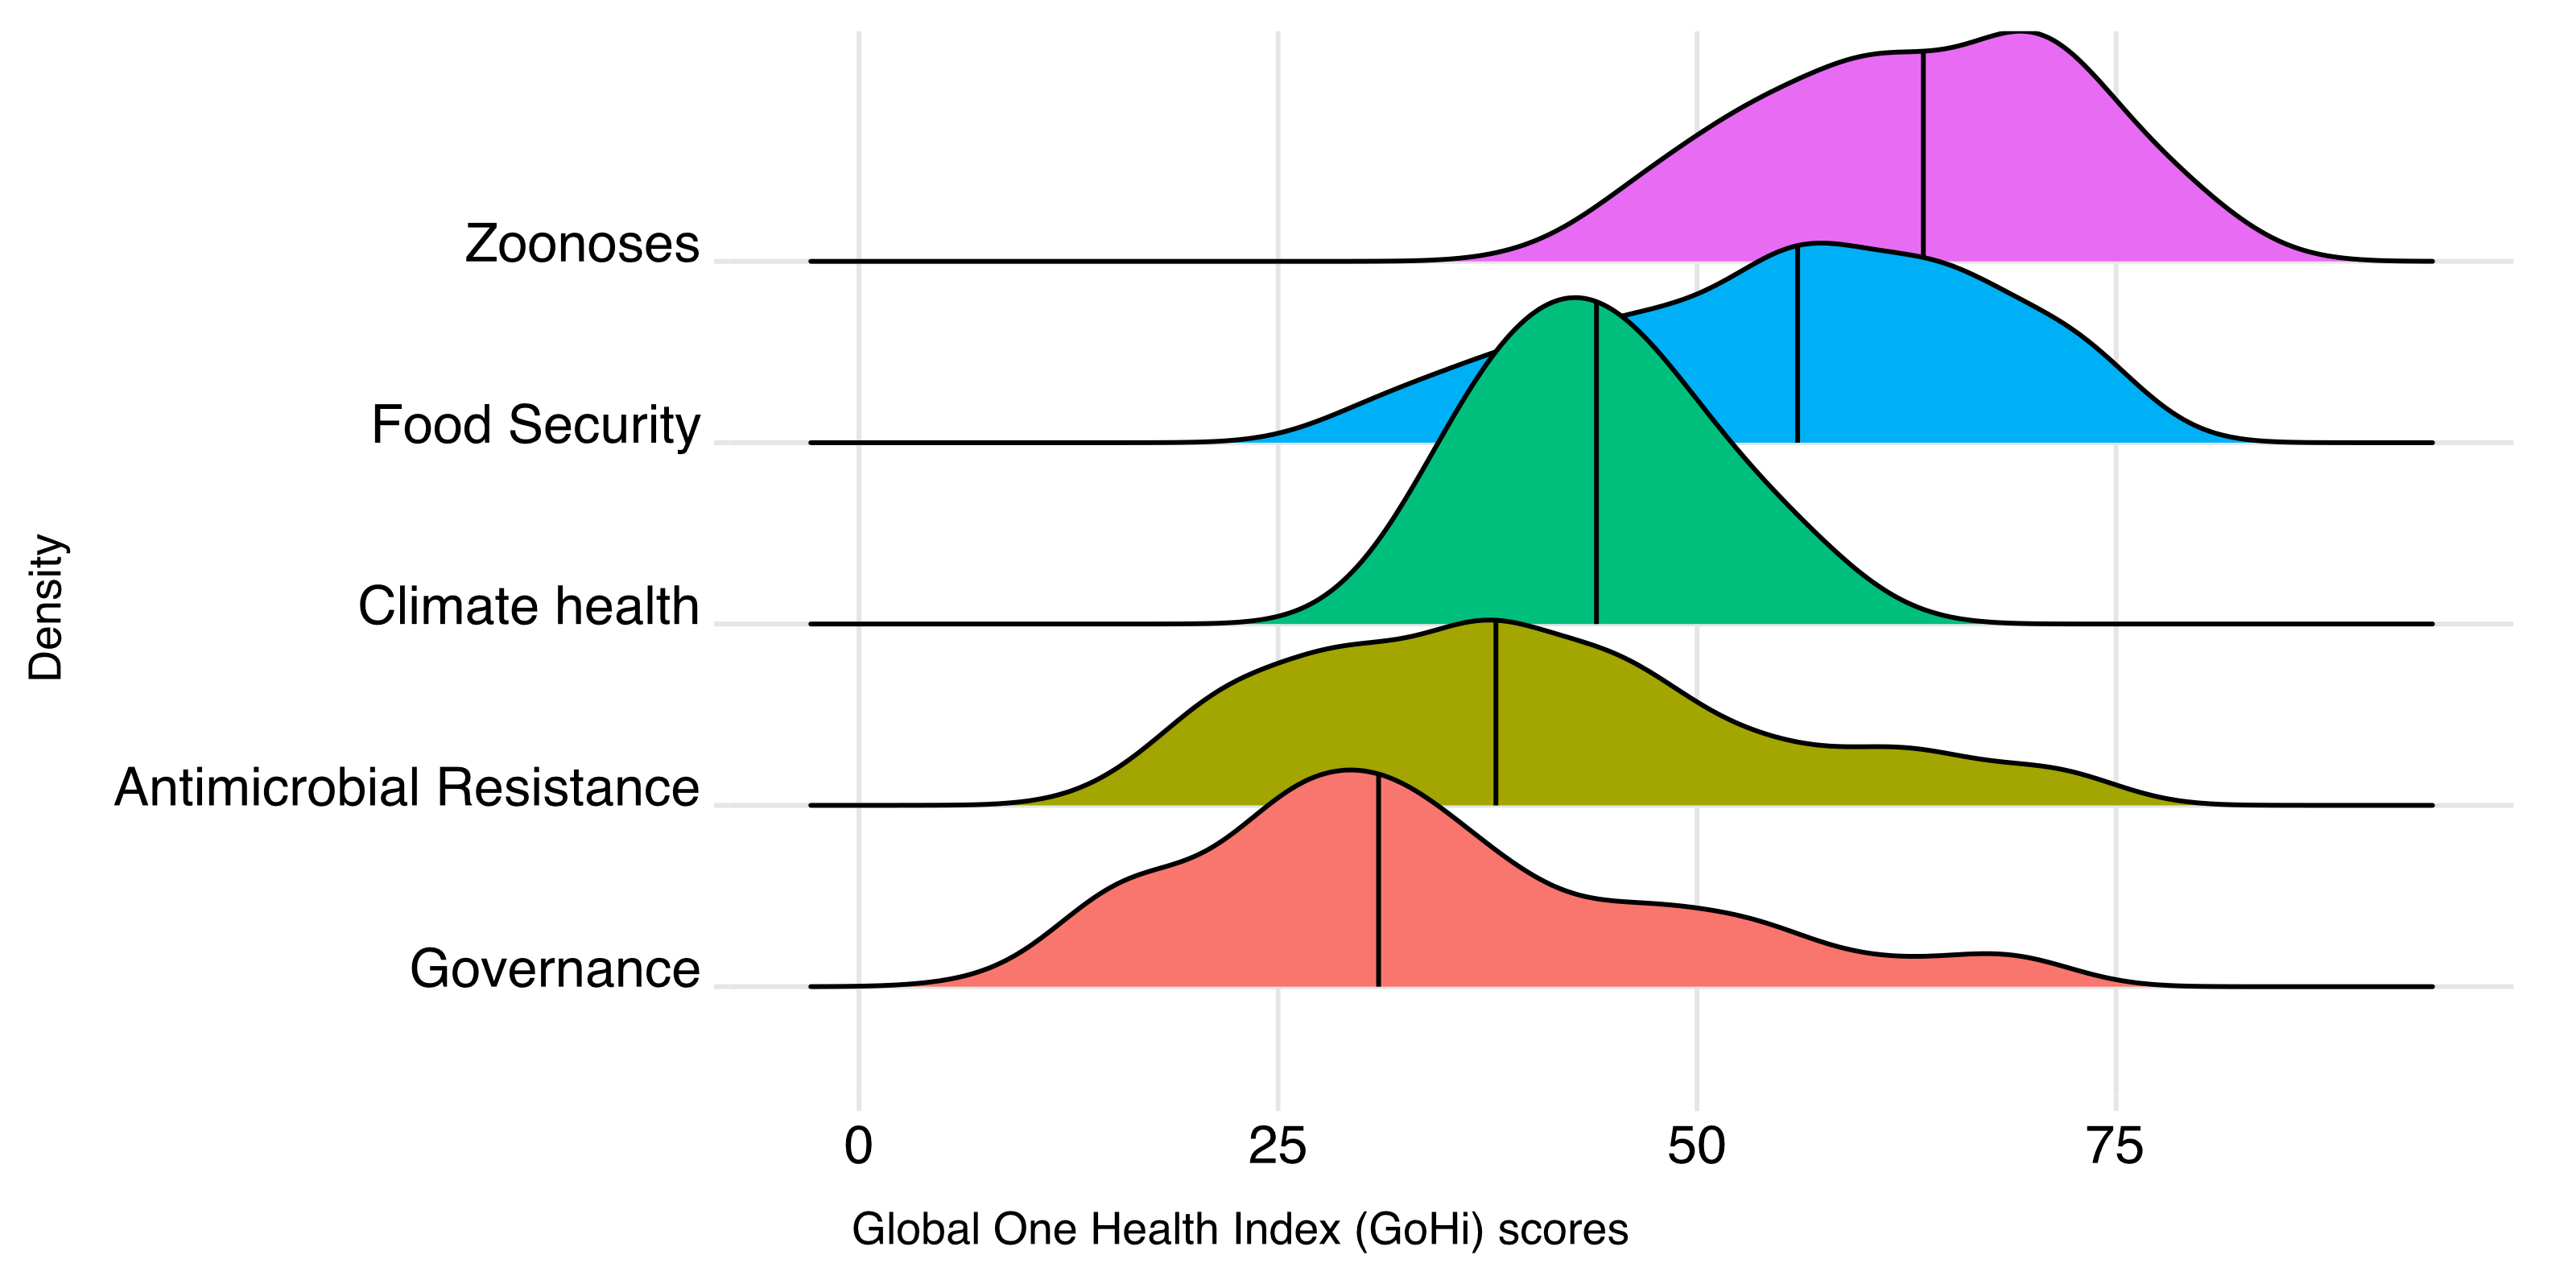 Zoonoses
Food Security
Climate health
Antimicrobial Resistance
Governance
Density
0 25 50 75
Global One Health Index (GoHi) scores